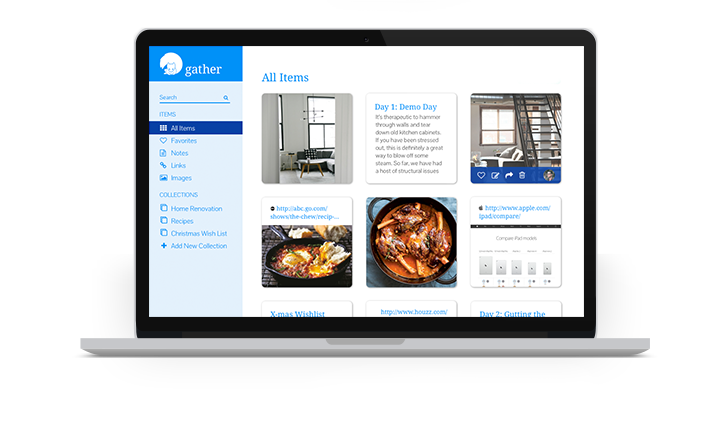 gather
Search
ITEMS
All Items
Favorites
Notes
Links
Images
COLLECTIONS
Home Renovation
Recipes
Christmas Wish List
Add New Collection
All Items
Day 1: Demo Day
It's therapeutic to hammer
through walls and tear
down old kitchen cabinets.
If you have been stressed
out, this is definitely a great
way to blow off some
steam. So far, we have had
a host of structural issues
http://abc.go.com/
shows/the-chew/recip-...
http://www.apple.com/
ipad/compare/
Compare iPad models
X-mas Wishlist
http://www.houzz.com/
Day 2: Gutting the